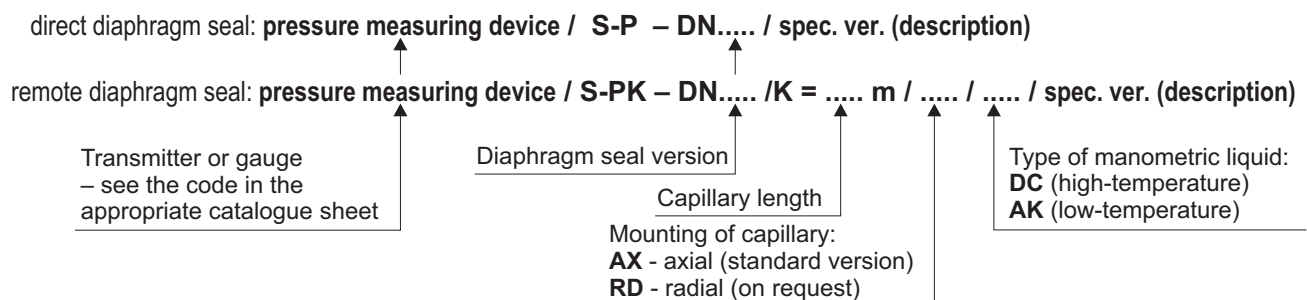 direct diaphragm seal: pressure measuring device / S-P – DN..... / spec. ver. (description)
remote diaphragm seal: pressure measuring device / S-PK – DN..... /K = ..... m / ..... / ..... / spec. ver. (description)
Transmitter or gauge
– see the code in the
appropriate catalogue sheet
Diaphragm seal version
Capillary length
Mounting of capillary:
AX - axial (standard version)
RD - radial (on request)
Type of manometric liquid:
DC (high-temperature)
AK (low-temperature)